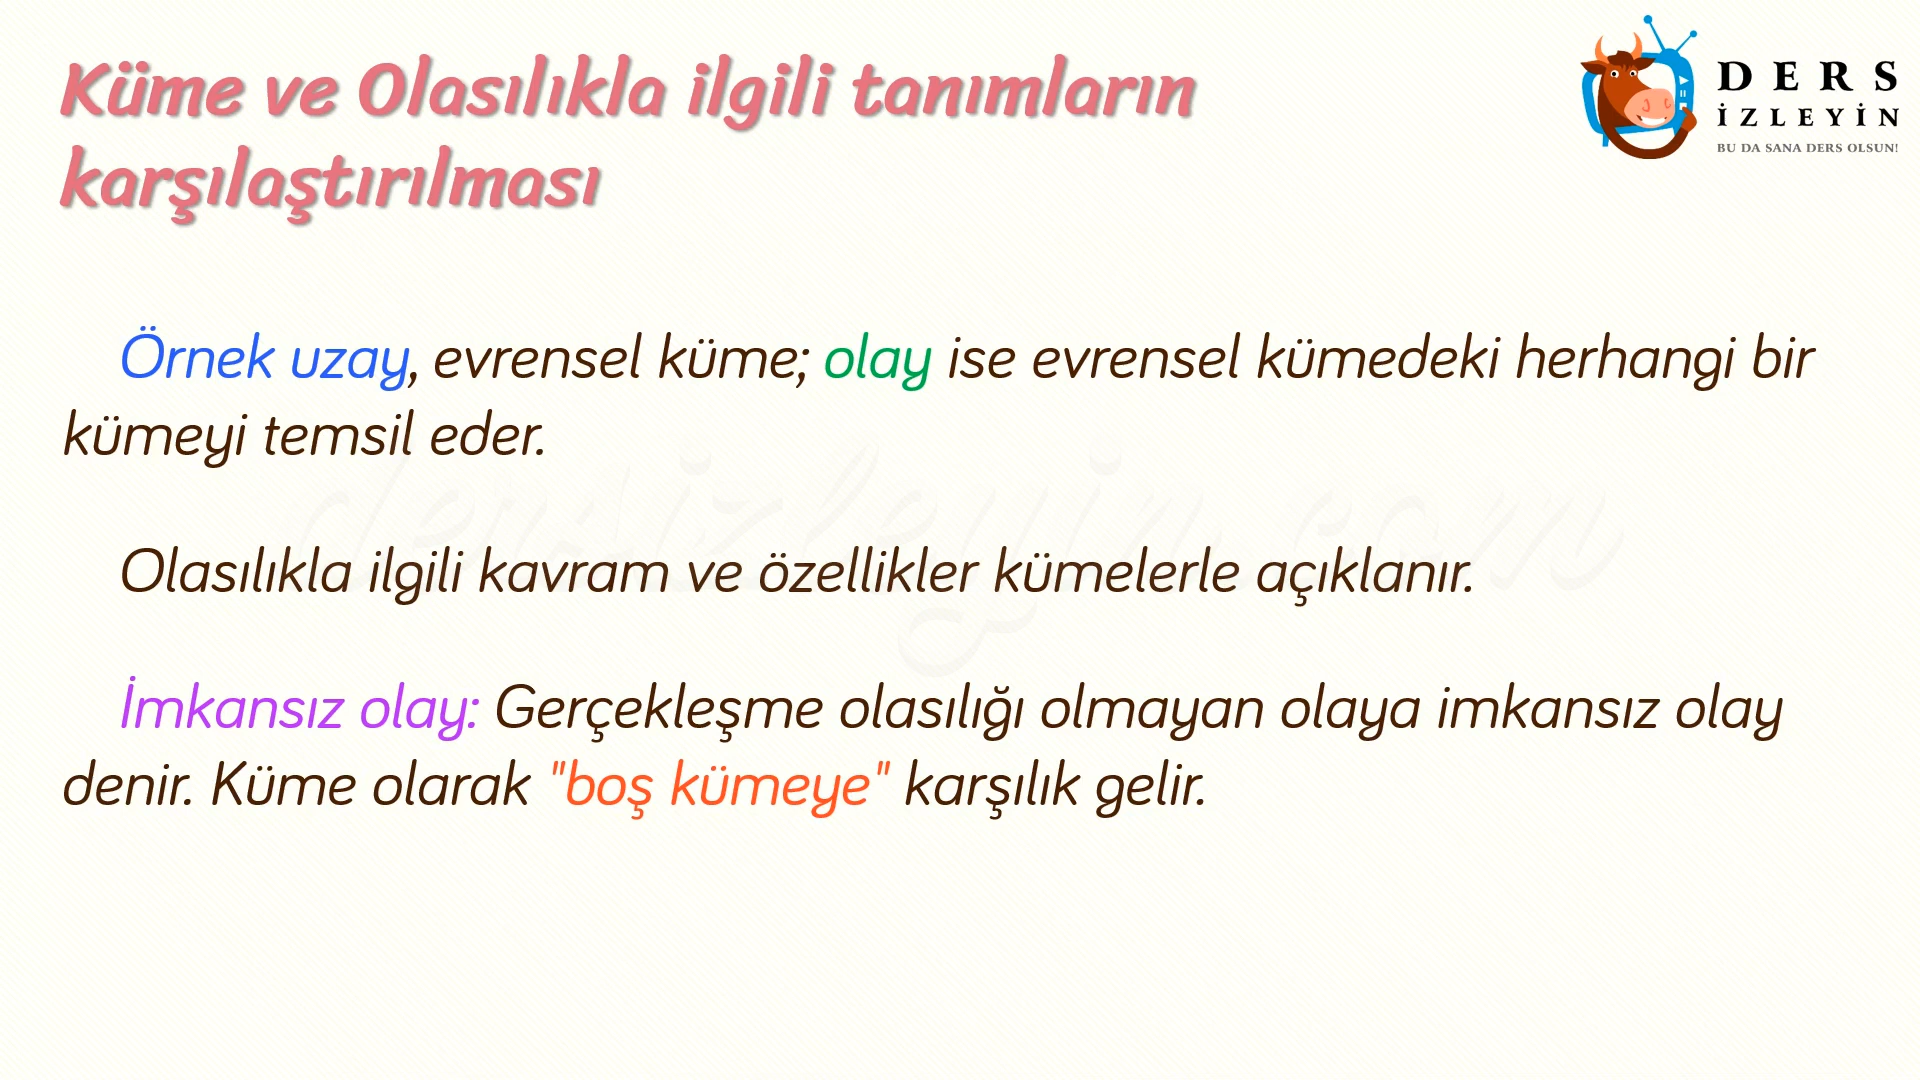 Küme ve Olasılıkla ilgili tanımların
karşılaştırılması
DERS
İZLEYİN
BU DA SANA DERS OLSUN!
Örnek uzay, evrensel küme; olay ise evrensel kümedeki herhangi bir
kümeyi temsil eder.
dersizleyin.com
Olasılıkla ilgili kavram ve özellikler kümelerle açıklanır.
İmkansız olay: Gerçekleşme olasılığı olmayan olaya imkansız olay
denir. Küme olarak "boş kümeye" karşılık gelir.